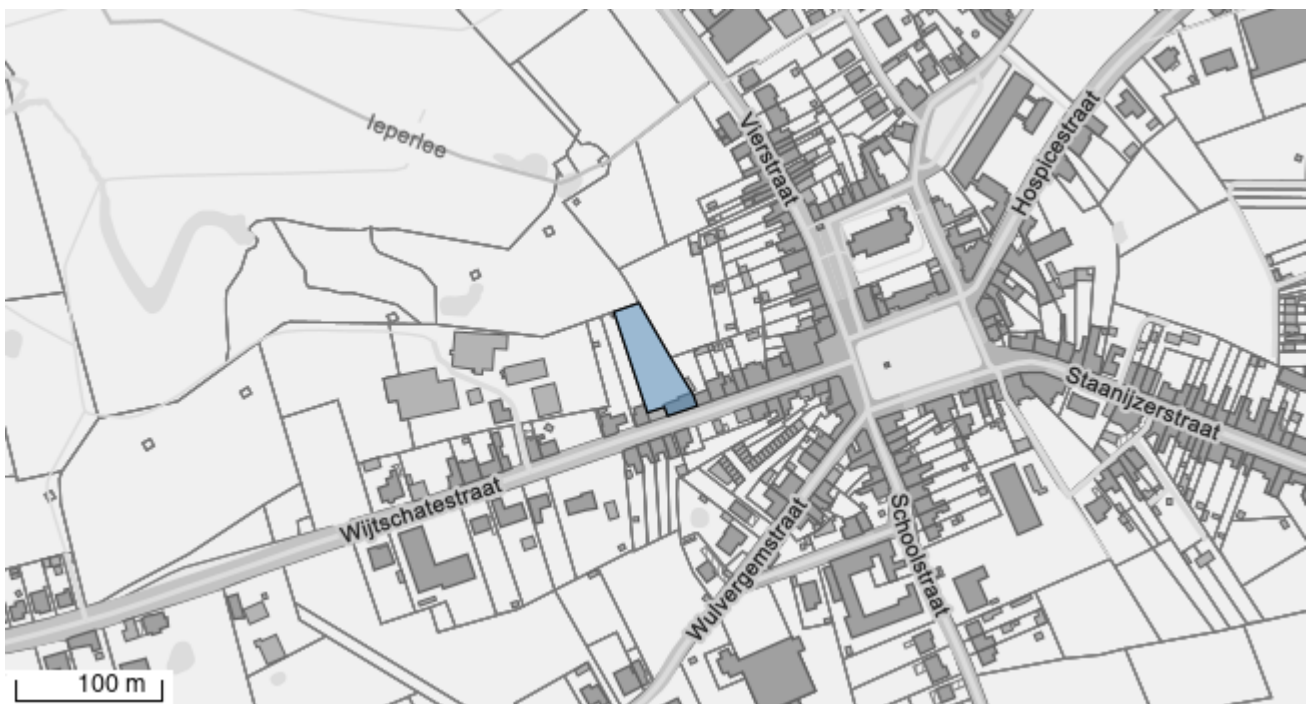 Ieperlee
Vierstraat
Hospicestraat
Staanijzerstraat
Wijtschatestraat
Schoolstraat
Wulvergemstraat
100 m